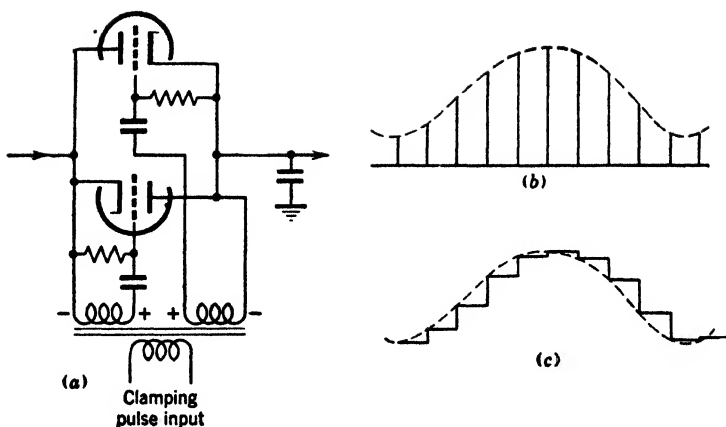 (b)
- + + -
(a)
Clamping
pulse input
(c)